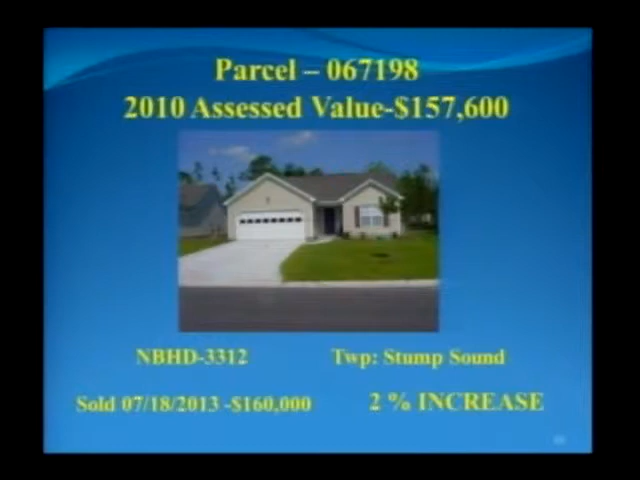 Parcel – 067198
2010 Assessed Value-$157,600
NBHD-3312 Twp: Stump Sound
Sold 07/18/2013 -$160,000 2 % INCREASE